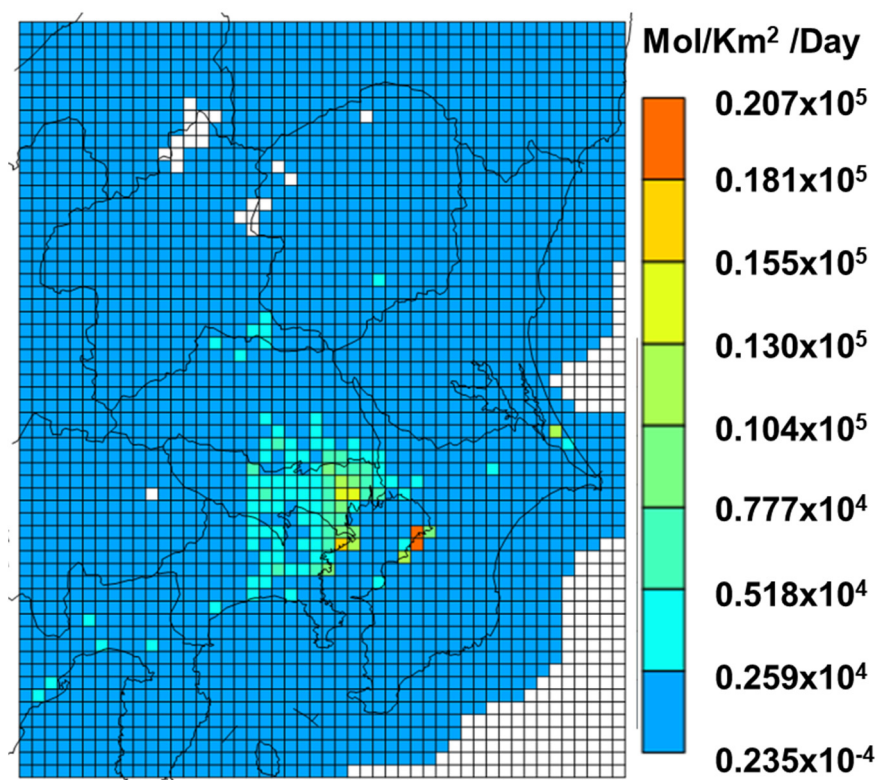 Mol/Km² /Day
0.207x10⁵
0.181x10⁵
0.155x10⁵
0.130x10⁵
0.104x10⁵
0.777x10⁴
0.518x10⁴
0.259x10⁴
0.235x10⁻⁴